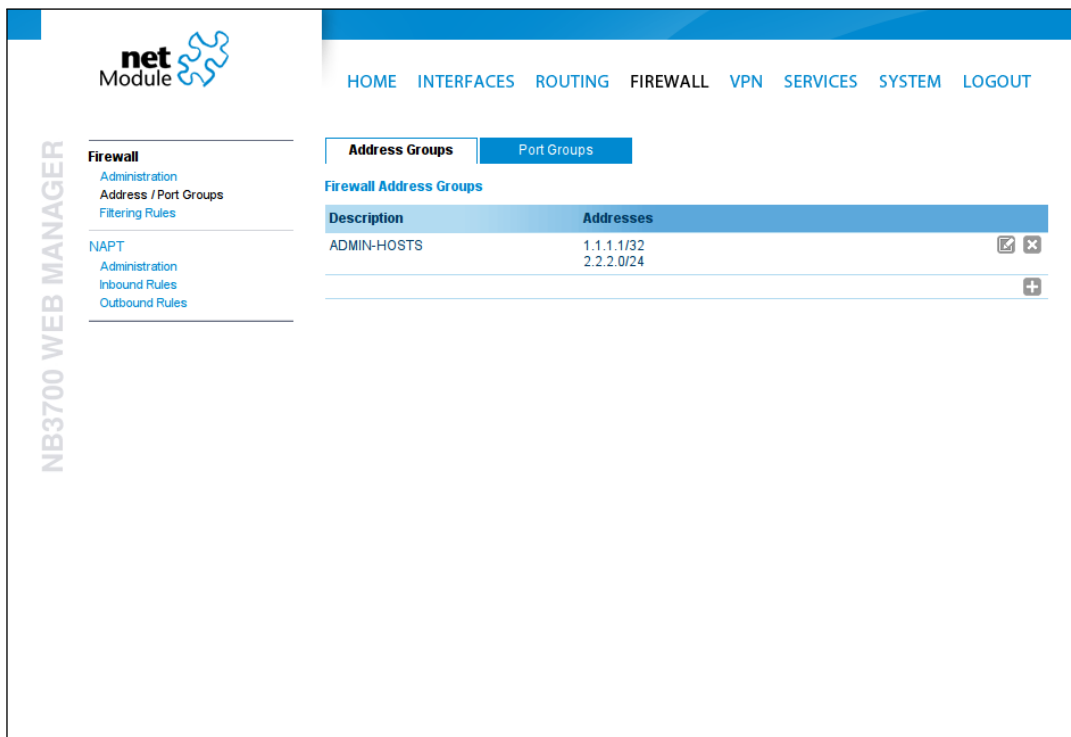 net
Module
HOME INTERFACES ROUTING FIREWALL VPN SERVICES SYSTEM LOGOUT
NB3700 WEB MANAGER
Firewall
Administration
Address / Port Groups
Filtering Rules
NAPT
Administration
Inbound Rules
Outbound Rules
Address Groups Port Groups
Firewall Address Groups
Description Addresses
ADMIN-HOSTS 1.1.1.1/32
2.2.2.0/24